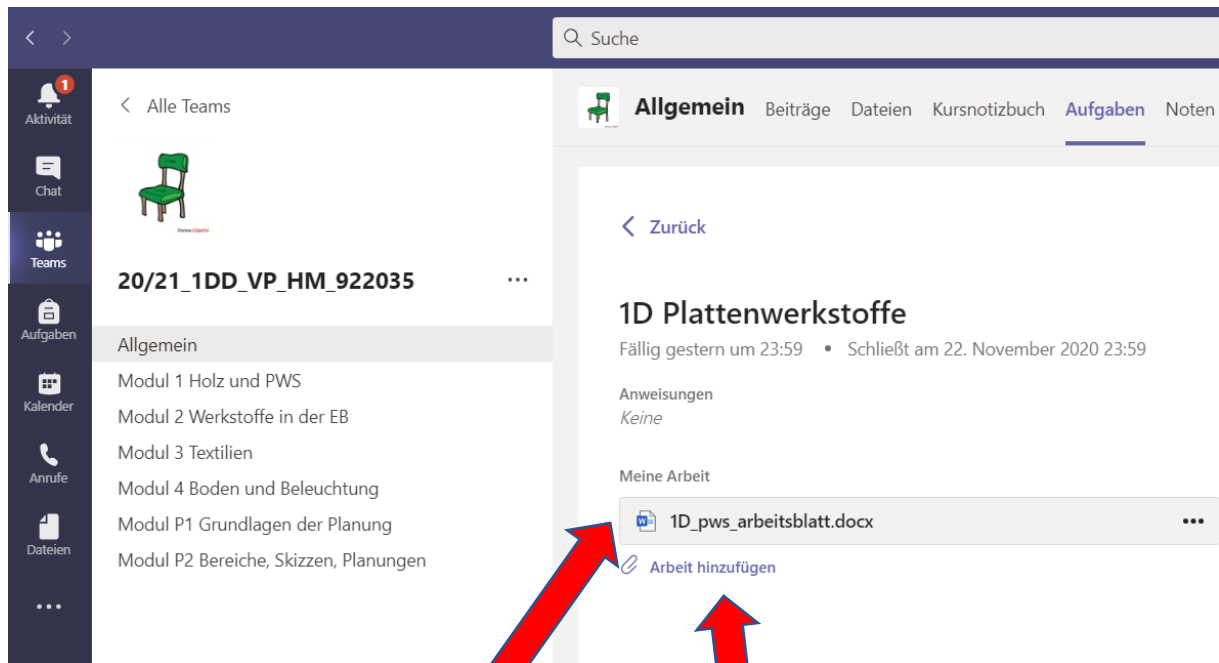 Suche
1
Aktivität
Chat
Teams
Aufgaben
Kalender
Anrufe
Dateien
Alle Teams
20/21_1DD_VP_HM_922035
Allgemein
Modul 1 Holz und PWS
Modul 2 Werkstoffe in der EB
Modul 3 Textilien
Modul 4 Boden und Beleuchtung
Modul P1 Grundlagen der Planung
Modul P2 Bereiche, Skizzen, Planungen
Allgemein Beiträge Dateien Kursnotizbuch Aufgaben Noten
Zurück
1D Plattenwerkstoffe
Fällig gestern um 23:59 • Schließt am 22. November 2020 23:59
Anweisungen
Keine
Meine Arbeit
1D_pws_arbeitsblatt.docx
Arbeit hinzufügen